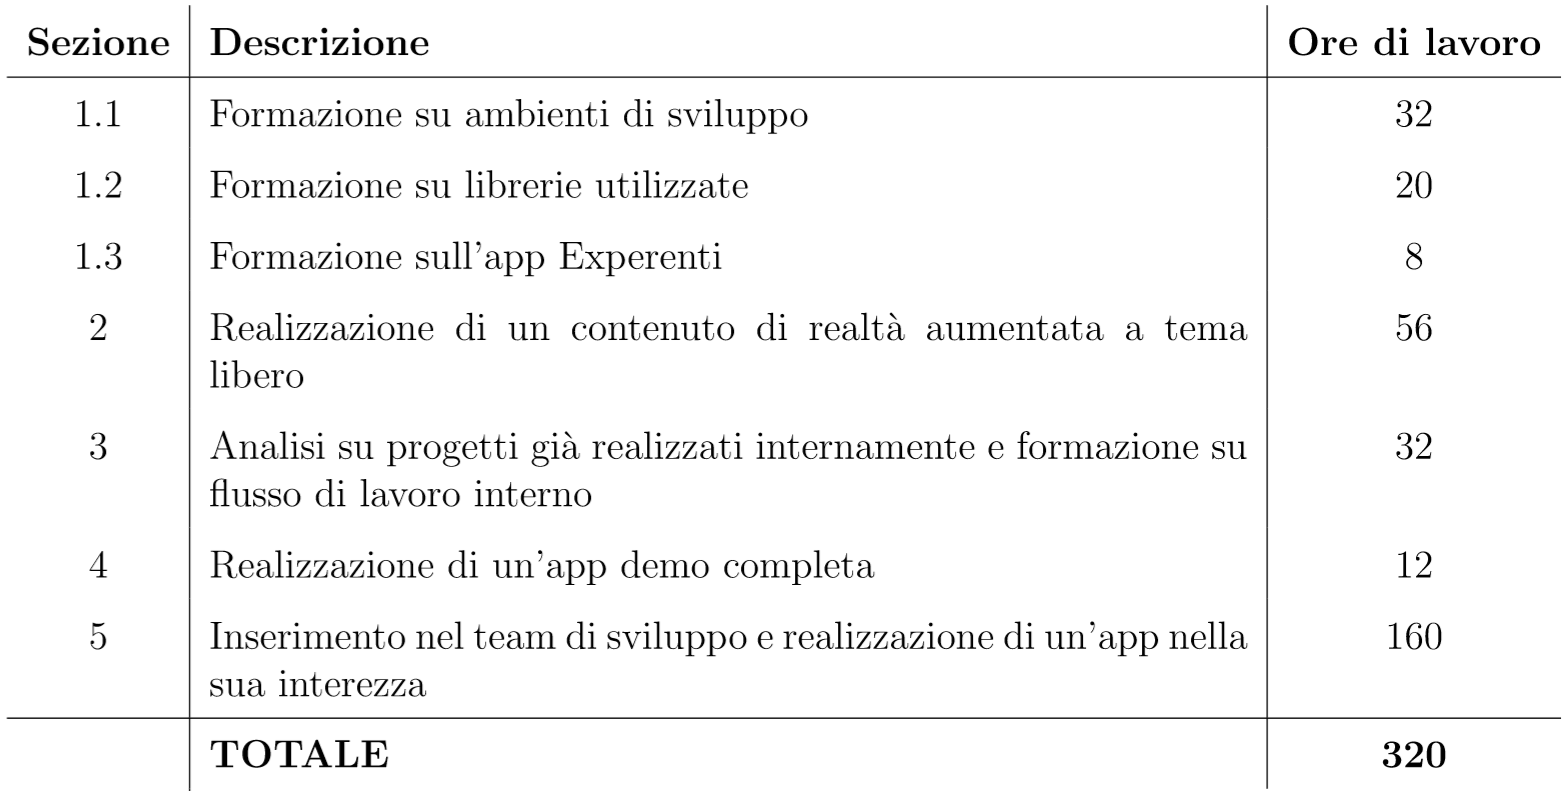 Sezione Descrizione Ore di lavoro
1.1 Formazione su ambienti di sviluppo 32
1.2 Formazione su librerie utilizzate 20
1.3 Formazione sull'app Experenti 8
2 Realizzazione di un contenuto di realtà aumentata a tema 56
libero
3 Analisi su progetti già realizzati internamente e formazione su 32
flusso di lavoro interno
4 Realizzazione di un'app demo completa 12
5 Inserimento nel team di sviluppo e realizzazione di un'app nella 160
sua interezza
TOTALE 320